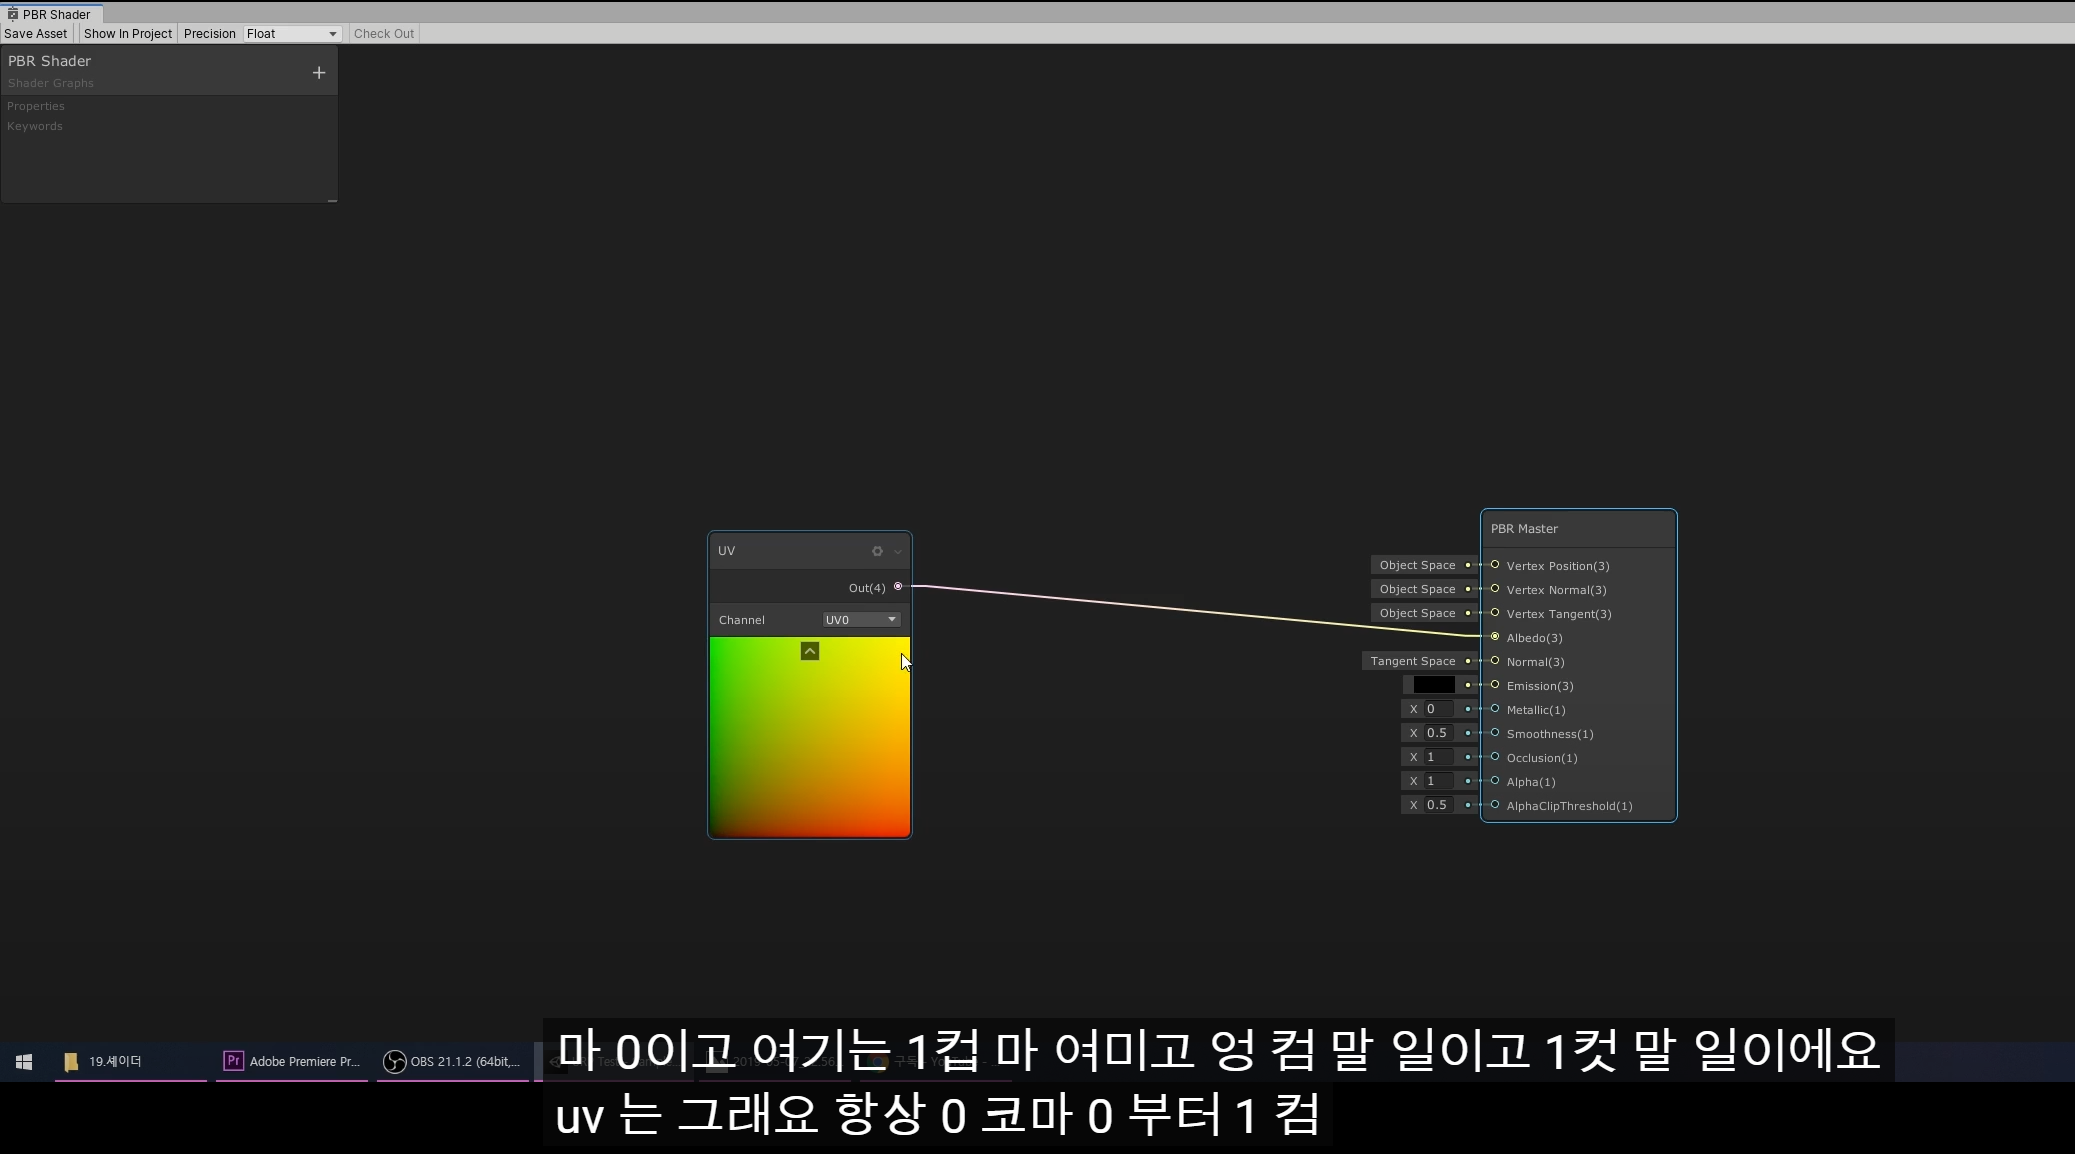 PBR Shader
Save Asset Show In Project Precision Float Check Out
PBR Shader
Shader Graphs
Properties
Keywords
UV
Out(4)
Channel UV0
PBR Master
Object Space Vertex Position(3)
Object Space Vertex Normal(3)
Object Space Vertex Tangent(3)
Albedo(3)
Tangent Space Normal(3)
Emission(3)
X 0 Metallic(1)
X 0.5 Smoothness(1)
X 1 Occlusion(1)
X 1 Alpha(1)
X 0.5 AlphaClipThreshold(1)
19.셰이더 Pr Adobe Premiere Pr... OBS 21.1.2 (64bit,...
마 0이고 여기는 1컴 마 여미고 엉 컴 말 일이고 1컷 말 일이에요
uv 는 그래요 항상 0 코마 0 부터 1 컴